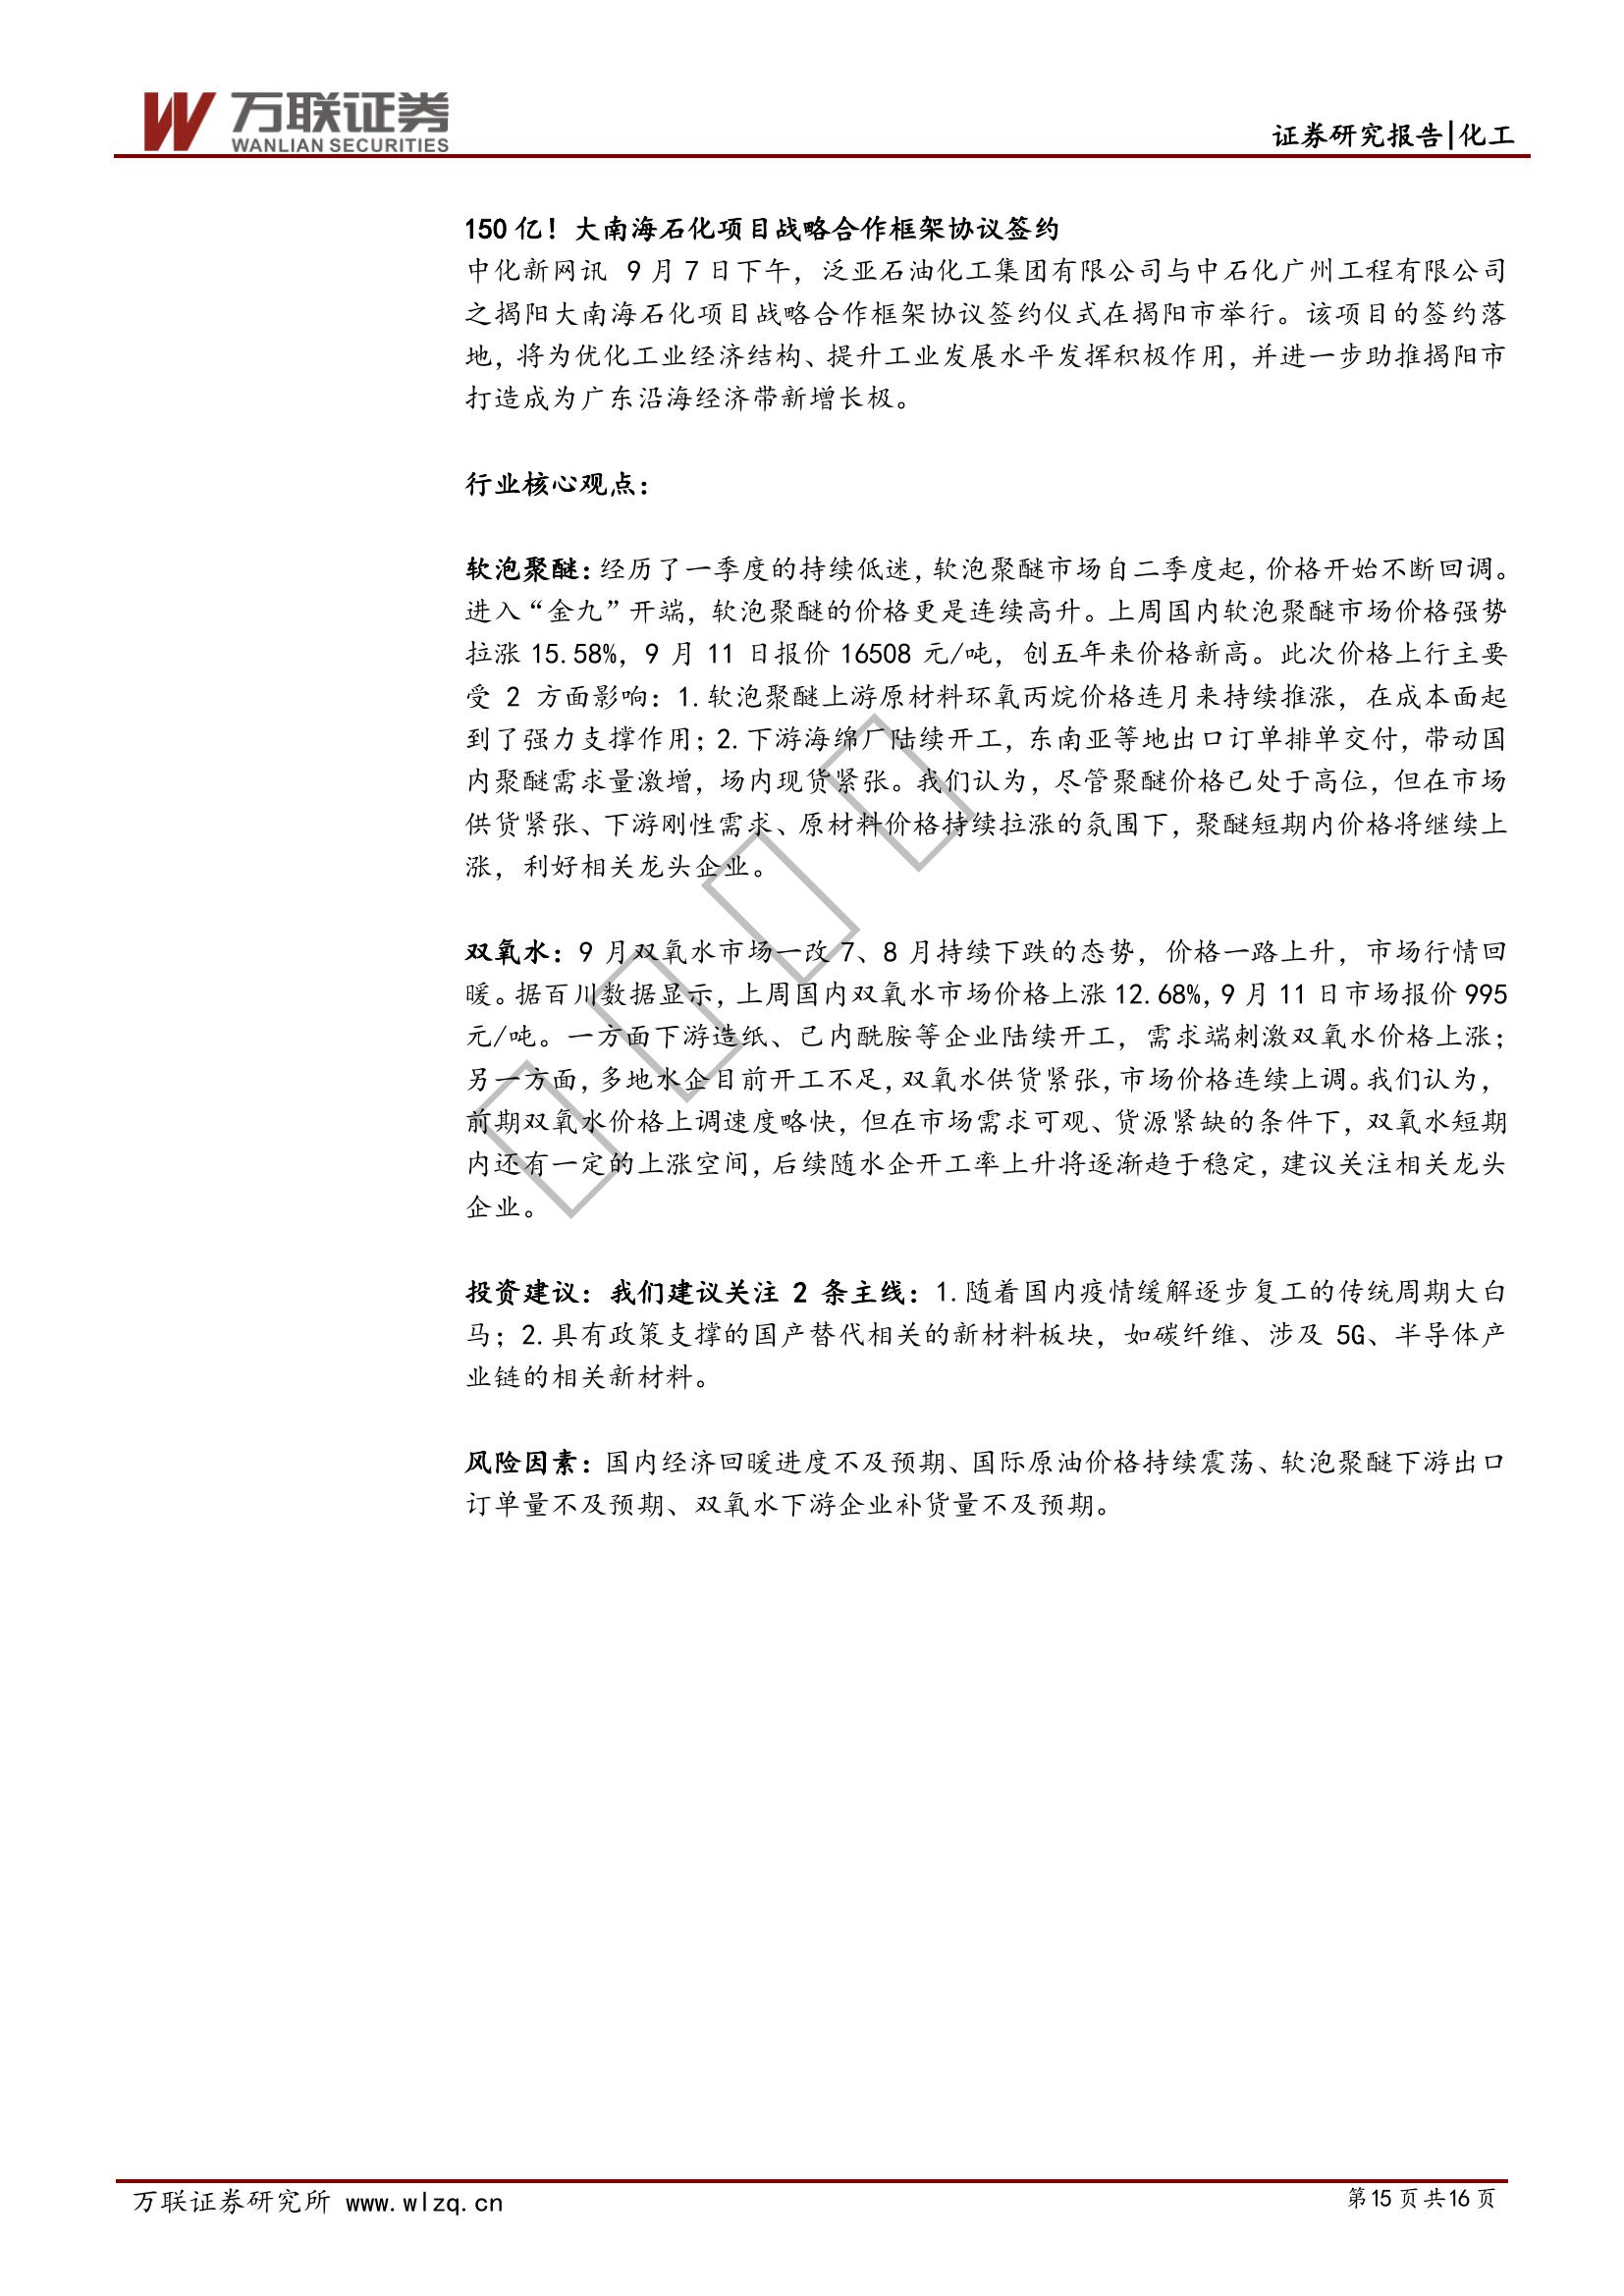 万联证券
WANLIAN SECURITIES
证券研究报告|化工
150 亿！大南海石化项目战略合作框架协议签约
中化新网讯 9 月 7 日下午，泛亚石油化工集团有限公司与中石化广州工程有限公司
之揭阳大南海石化项目战略合作框架协议签约仪式在揭阳市举行。该项目的签约落
地，将为优化工业经济结构、提升工业发展水平发挥积极作用，并进一步助推揭阳市
打造成为广东沿海经济带新增长极。
行业核心观点：
软泡聚醚：经历了一季度的持续低迷，软泡聚醚市场自二季度起，价格开始不断回调。
进入“金九”开端，软泡聚醚的价格更是连续高升。上周国内软泡聚醚市场价格强势
拉涨 15.58%，9 月 11 日报价 16508 元/吨，创五年来价格新高。此次价格上行主要
受 2 方面影响：1.软泡聚醚上游原材料环氧丙烷价格连月来持续推涨，在成本面起
到了强力支撑作用；2.下游海绵厂陆续开工，东南亚等地出口订单排单交付，带动国
内聚醚需求量激增，场内现货紧张。我们认为，尽管聚醚价格已处于高位，但在市场
供货紧张、下游刚性需求、原材料价格持续拉涨的氛围下，聚醚短期内价格将继续上
涨，利好相关龙头企业。
双氧水：9 月双氧水市场一改 7、8 月持续下跌的态势，价格一路上升，市场行情回
暖。据百川数据显示，上周国内双氧水市场价格上涨 12.68%，9 月 11 日市场报价 995
元/吨。一方面下游造纸、己内酰胺等企业陆续开工，需求端刺激双氧水价格上涨；
另一方面，多地水企目前开工不足，双氧水供货紧张，市场价格连续上调。我们认为，
前期双氧水价格上调速度略快，但在市场需求可观、货源紧缺的条件下，双氧水短期
内还有一定的上涨空间，后续随水企开工率上升将逐渐趋于稳定，建议关注相关龙头
企业。
投资建议：我们建议关注 2 条主线：1.随着国内疫情缓解逐步复工的传统周期大白
马；2.具有政策支撑的国产替代相关的新材料板块，如碳纤维、涉及 5G、半导体产
业链的相关新材料。
风险因素：国内经济回暖进度不及预期、国际原油价格持续震荡、软泡聚醚下游出口
订单量不及预期、双氧水下游企业补货量不及预期。
万联证券研究所 www.wlzq.cn
第15 页 共16 页